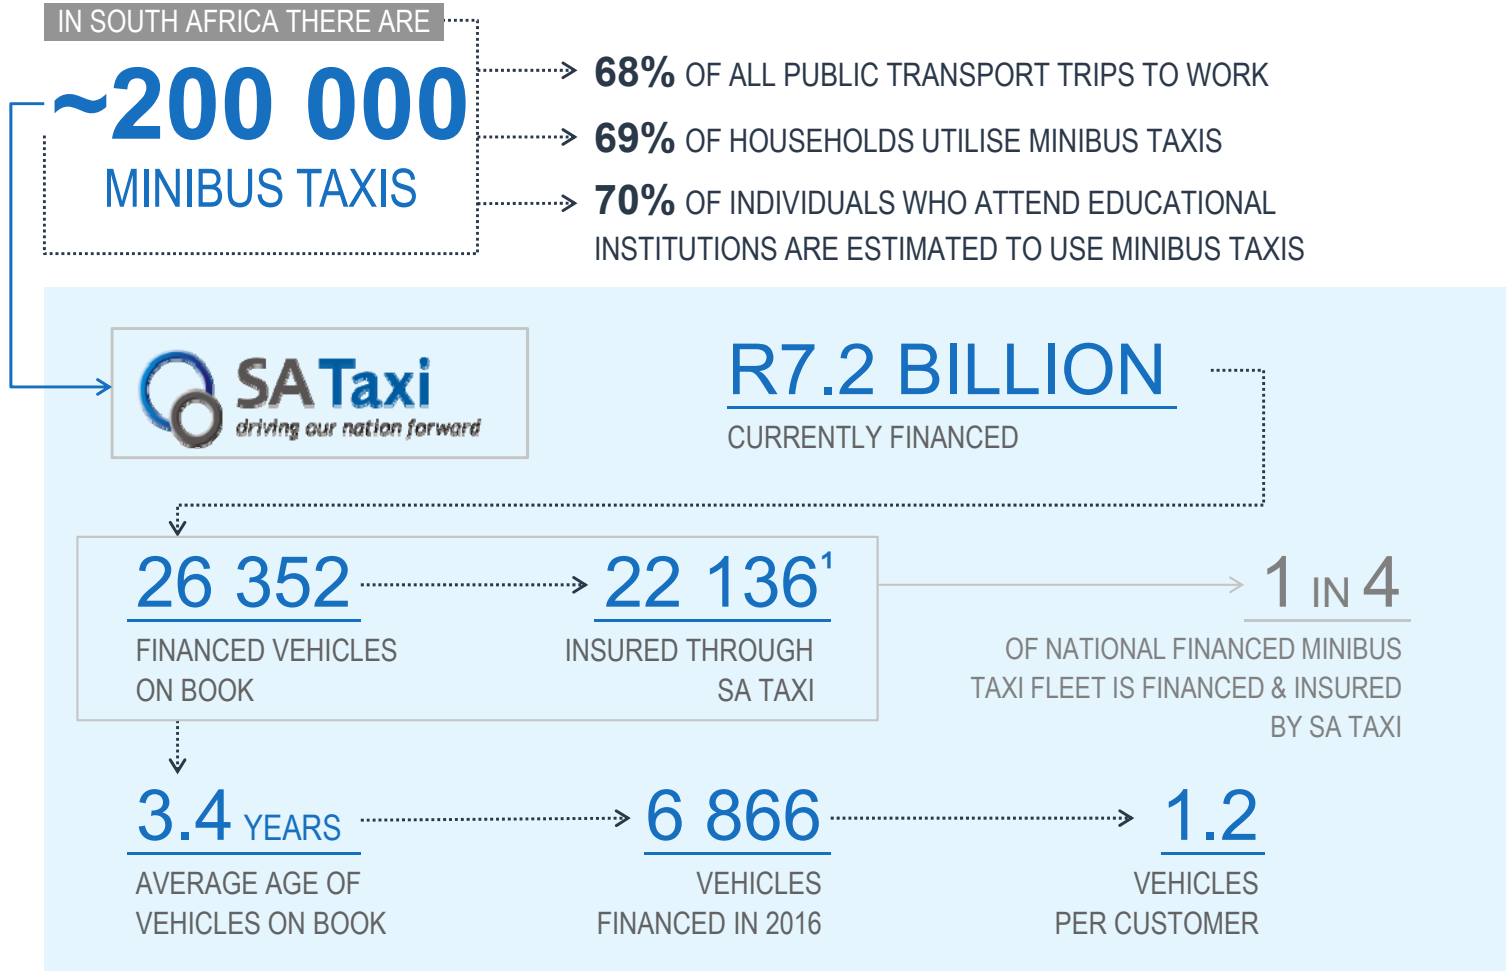 IN SOUTH AFRICA THERE ARE
~200 000
MINIBUS TAXIS
68% OF ALL PUBLIC TRANSPORT TRIPS TO WORK
69% OF HOUSEHOLDS UTILISE MINIBUS TAXIS
70% OF INDIVIDUALS WHO ATTEND EDUCATIONAL
INSTITUTIONS ARE ESTIMATED TO USE MINIBUS TAXIS
SA Taxi
driving our nation forward
R7.2 BILLION
CURRENTLY FINANCED
26 352
FINANCED VEHICLES
ON BOOK
22 136¹
INSURED THROUGH
SA TAXI
1 IN 4
OF NATIONAL FINANCED MINIBUS
TAXI FLEET IS FINANCED & INSURED
BY SA TAXI
3.4 YEARS
AVERAGE AGE OF
VEHICLES ON BOOK
6 866
VEHICLES
FINANCED IN 2016
1.2
VEHICLES
PER CUSTOMER